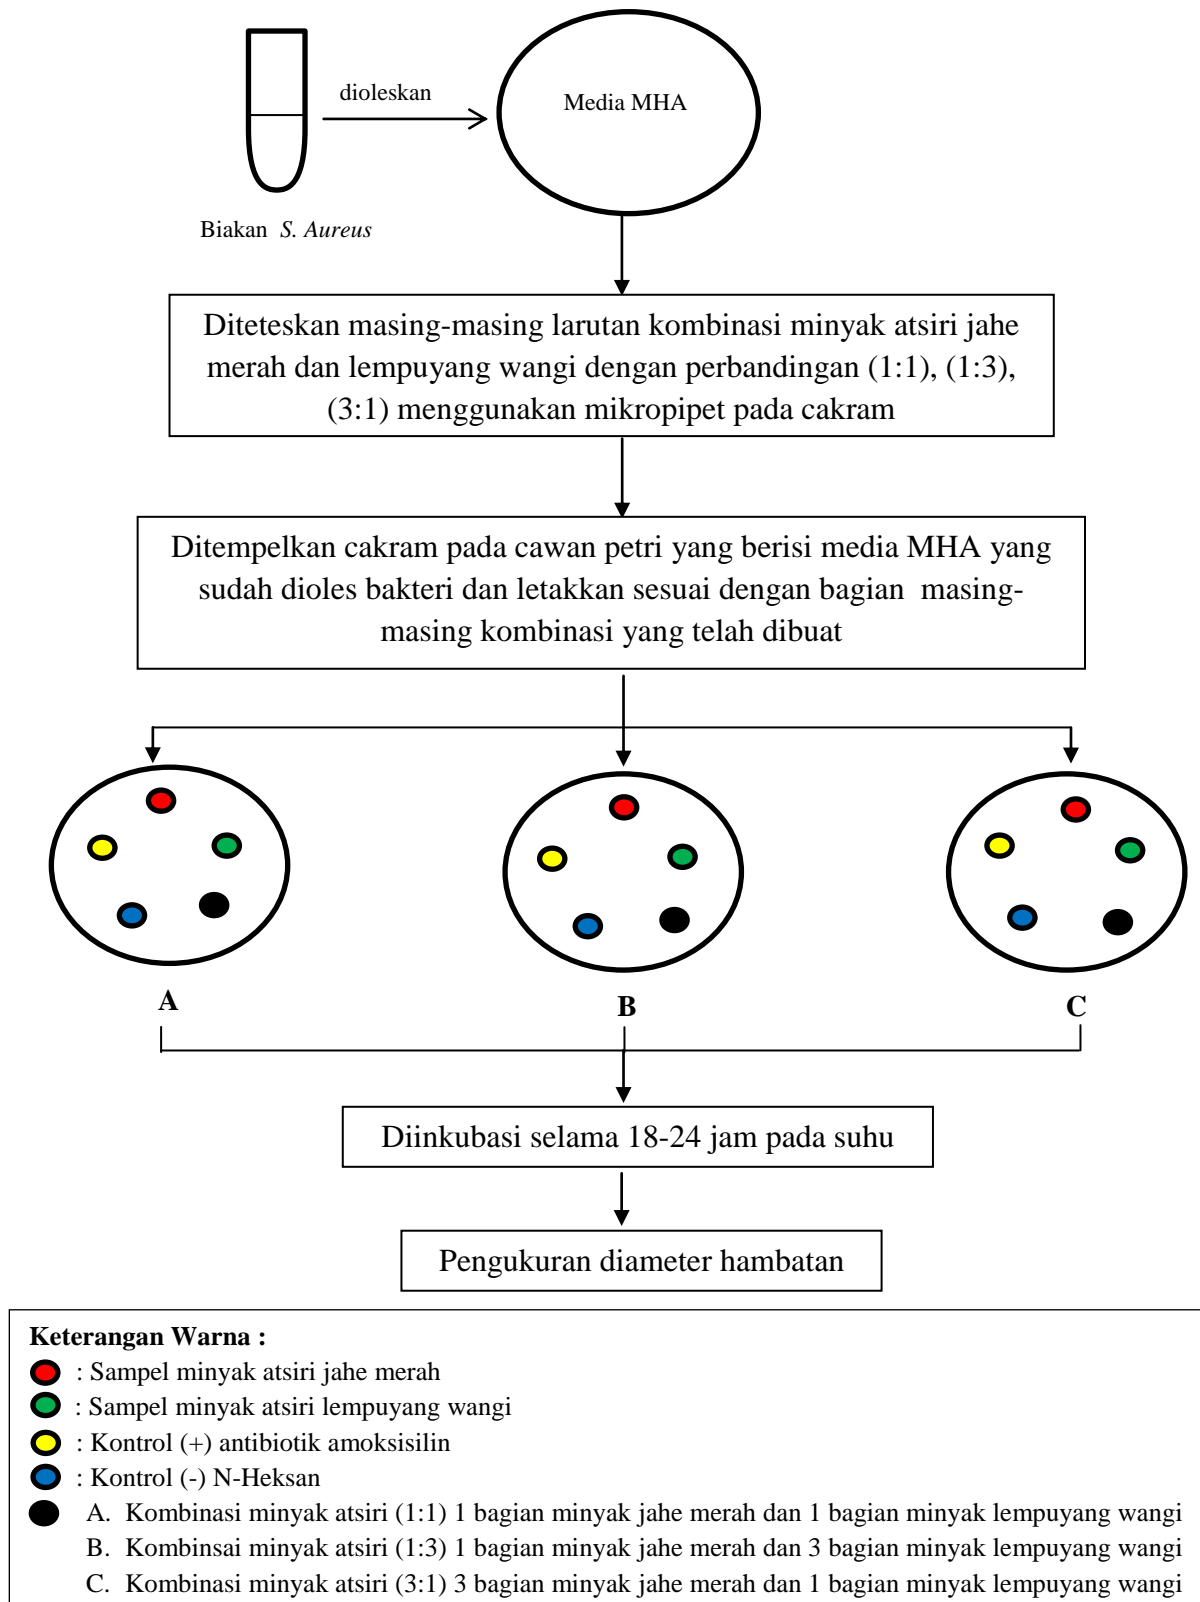 dioleskan
Media MHA
Biakan S. Aureus
Diteteskan masing-masing larutan kombinasi minyak atsiri jahe
merah dan lempuyang wangi dengan perbandingan (1:1), (1:3),
(3:1) menggunakan mikropipet pada cakram
Ditempelkan cakram pada cawan petri yang berisi media MHA yang
sudah dioles bakteri dan letakkan sesuai dengan bagian masing-
masing kombinasi yang telah dibuat
A
B
C
Diinkubasi selama 18-24 jam pada suhu
Pengukuran diameter hambatan
Keterangan Warna :
: Sampel minyak atsiri jahe merah
: Sampel minyak atsiri lempuyang wangi
: Kontrol (+) antibiotik amoksisilin
: Kontrol (-) N-Heksan
A. Kombinasi minyak atsiri (1:1) 1 bagian minyak jahe merah dan 1 bagian minyak lempuyang wangi
B. Kombinsai minyak atsiri (1:3) 1 bagian minyak jahe merah dan 3 bagian minyak lempuyang wangi
C. Kombinasi minyak atsiri (3:1) 3 bagian minyak jahe merah dan 1 bagian minyak lempuyang wangi